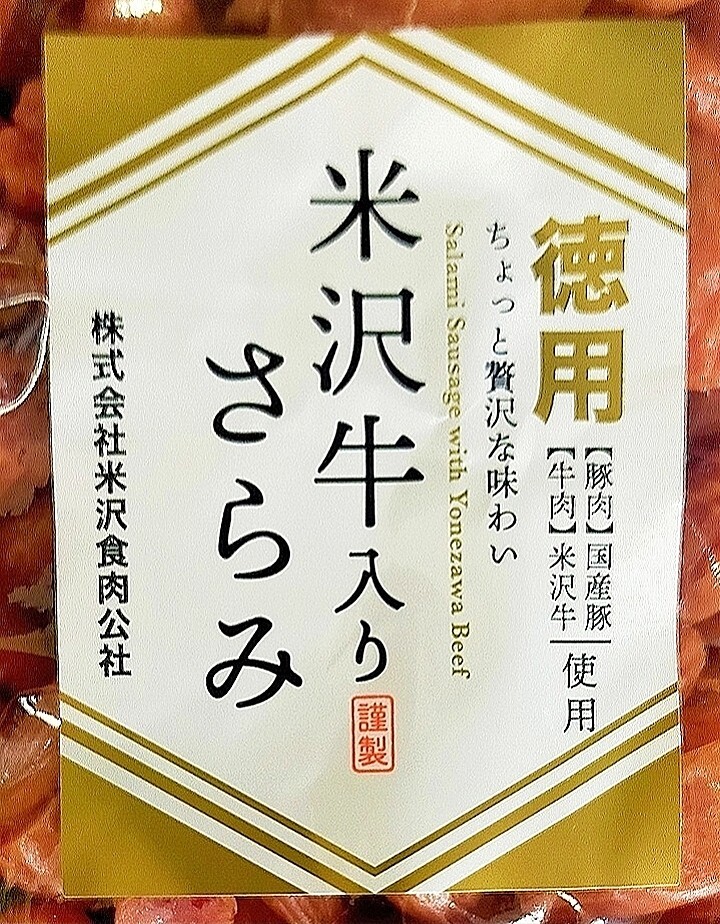 徳用
【豚肉】国産豚
【牛肉】米沢牛
使用
ちょっと贅沢な味わい
Salami Sausage with Yonezawa Beef
米沢牛入り
謹製
さらみ
株式会社米沢食肉公社